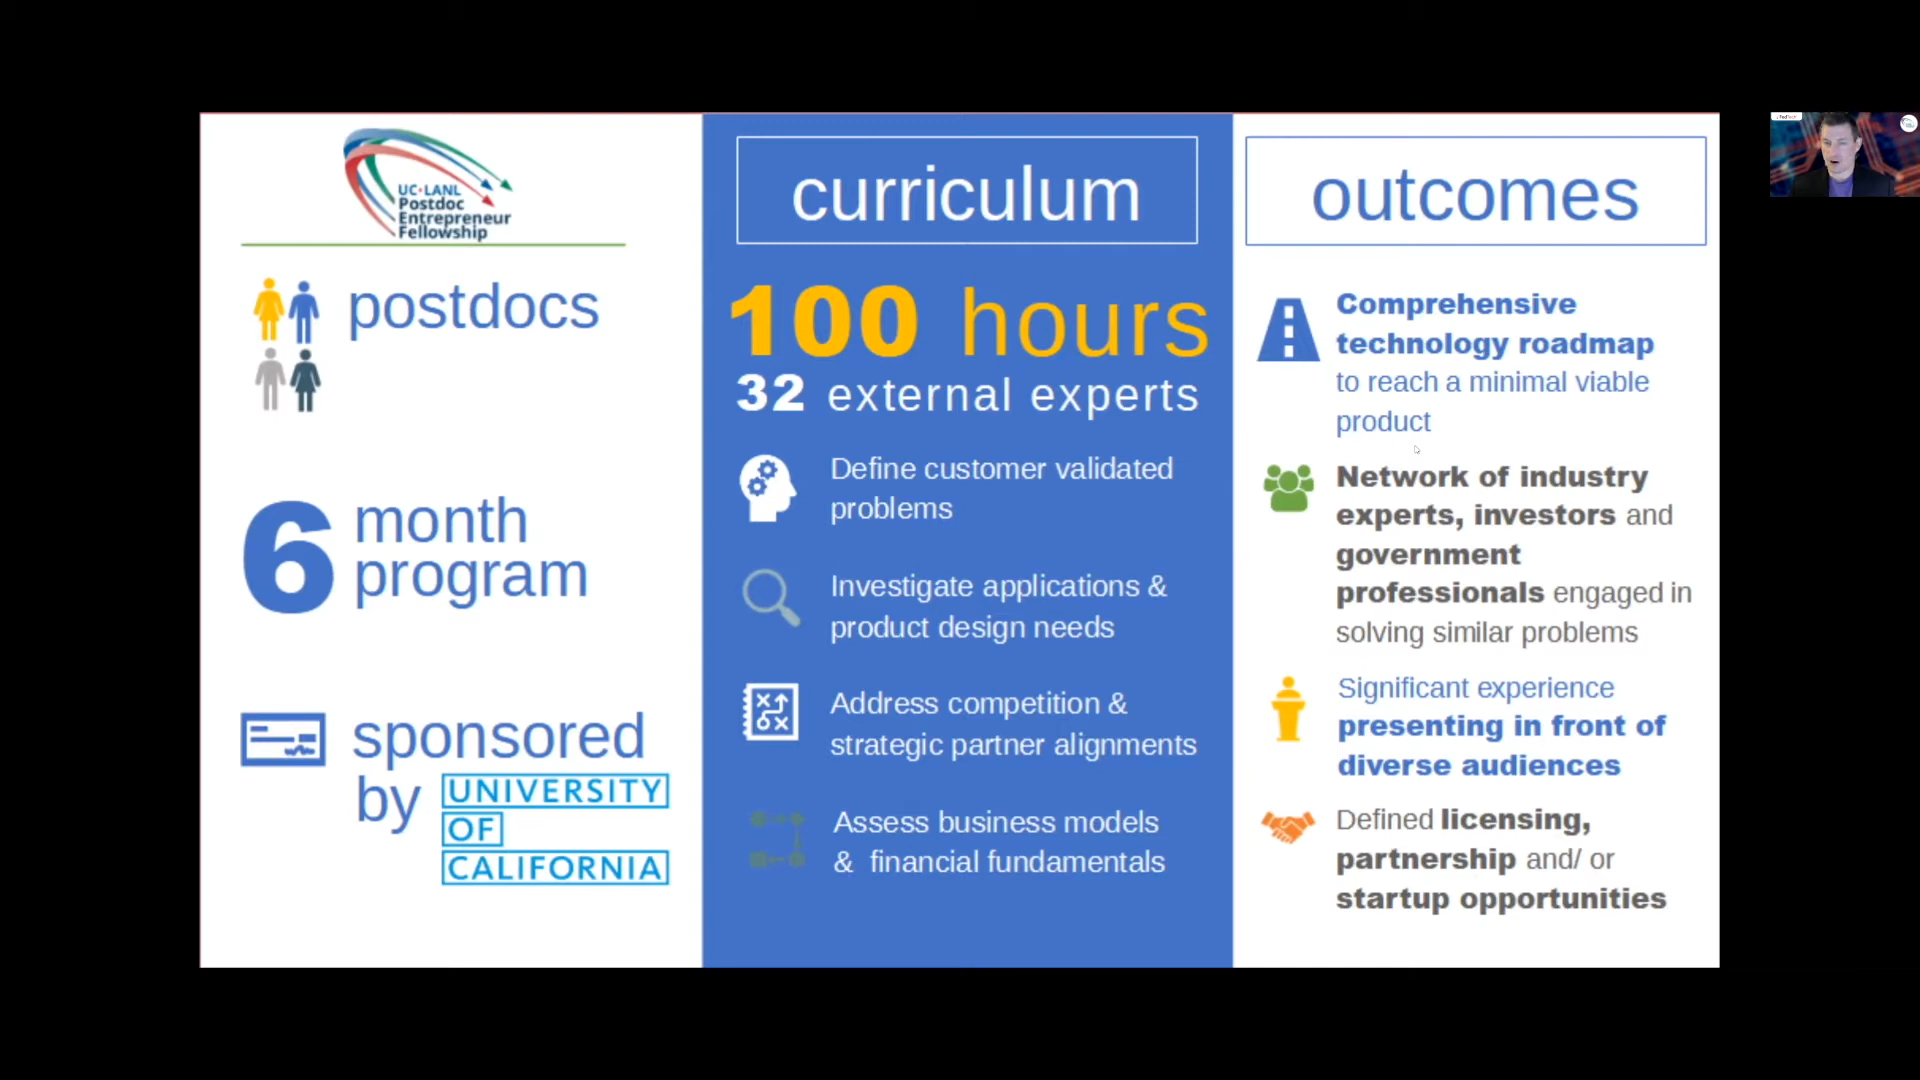 UC•LANL
Postdoc
Entrepreneur
Fellowship
postdocs
6 month
program
sponsored
by UNIVERSITY
OF
CALIFORNIA
curriculum
100 hours
32 external experts
Define customer validated
problems
Investigate applications &
product design needs
Address competition &
strategic partner alignments
Assess business models
& financial fundamentals
outcomes
Comprehensive
technology roadmap
to reach a minimal viable
product
Network of industry
experts, investors and
government
professionals engaged in
solving similar problems
Significant experience
presenting in front of
diverse audiences
Defined licensing,
partnership and/ or
startup opportunities
FedTech